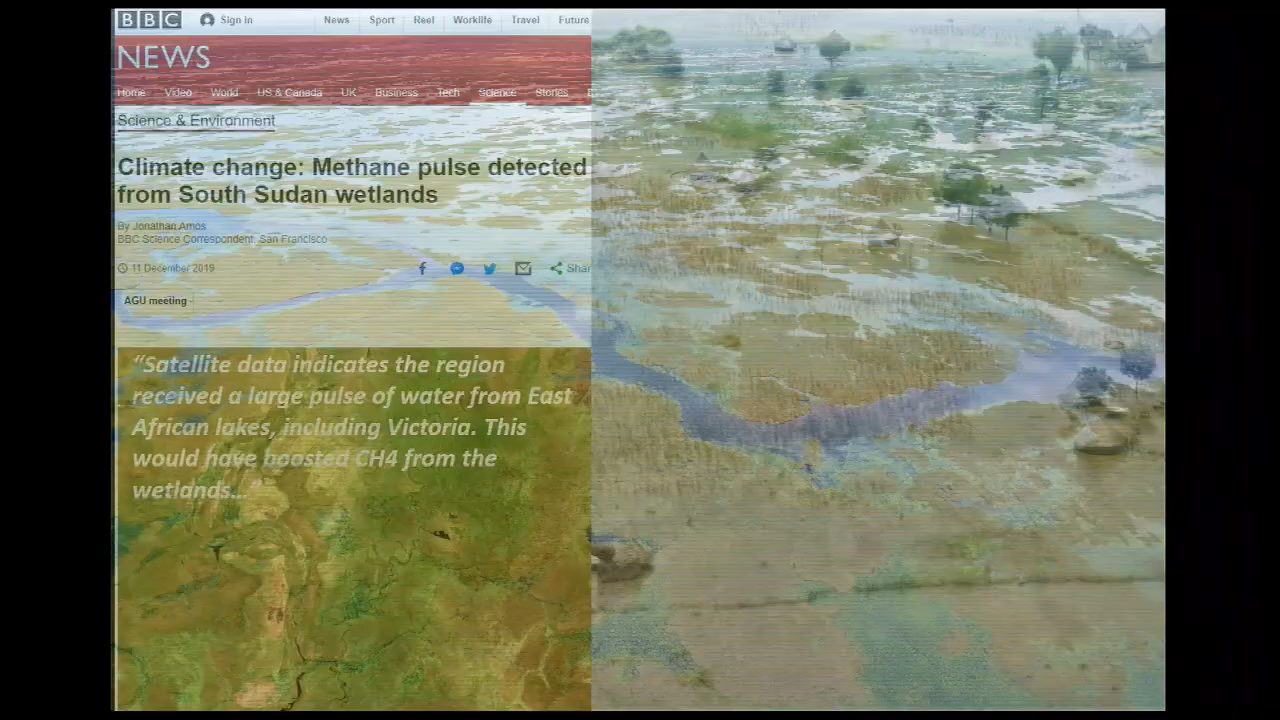 BBC Sign in News Sport Reel Worklife Travel Future
NEWS
Home Video World US & Canada UK Business Tech Science Stories
Science & Environment
Climate change: Methane pulse detected
from South Sudan wetlands
By Jonathan Amos
BBC Science Correspondent, San Francisco
11 December 2019 Shar
AGU meeting
“Satellite data indicates the region
received a large pulse of water from East
African lakes, including Victoria. This
would have boosted CH4 from the
wetlands...”